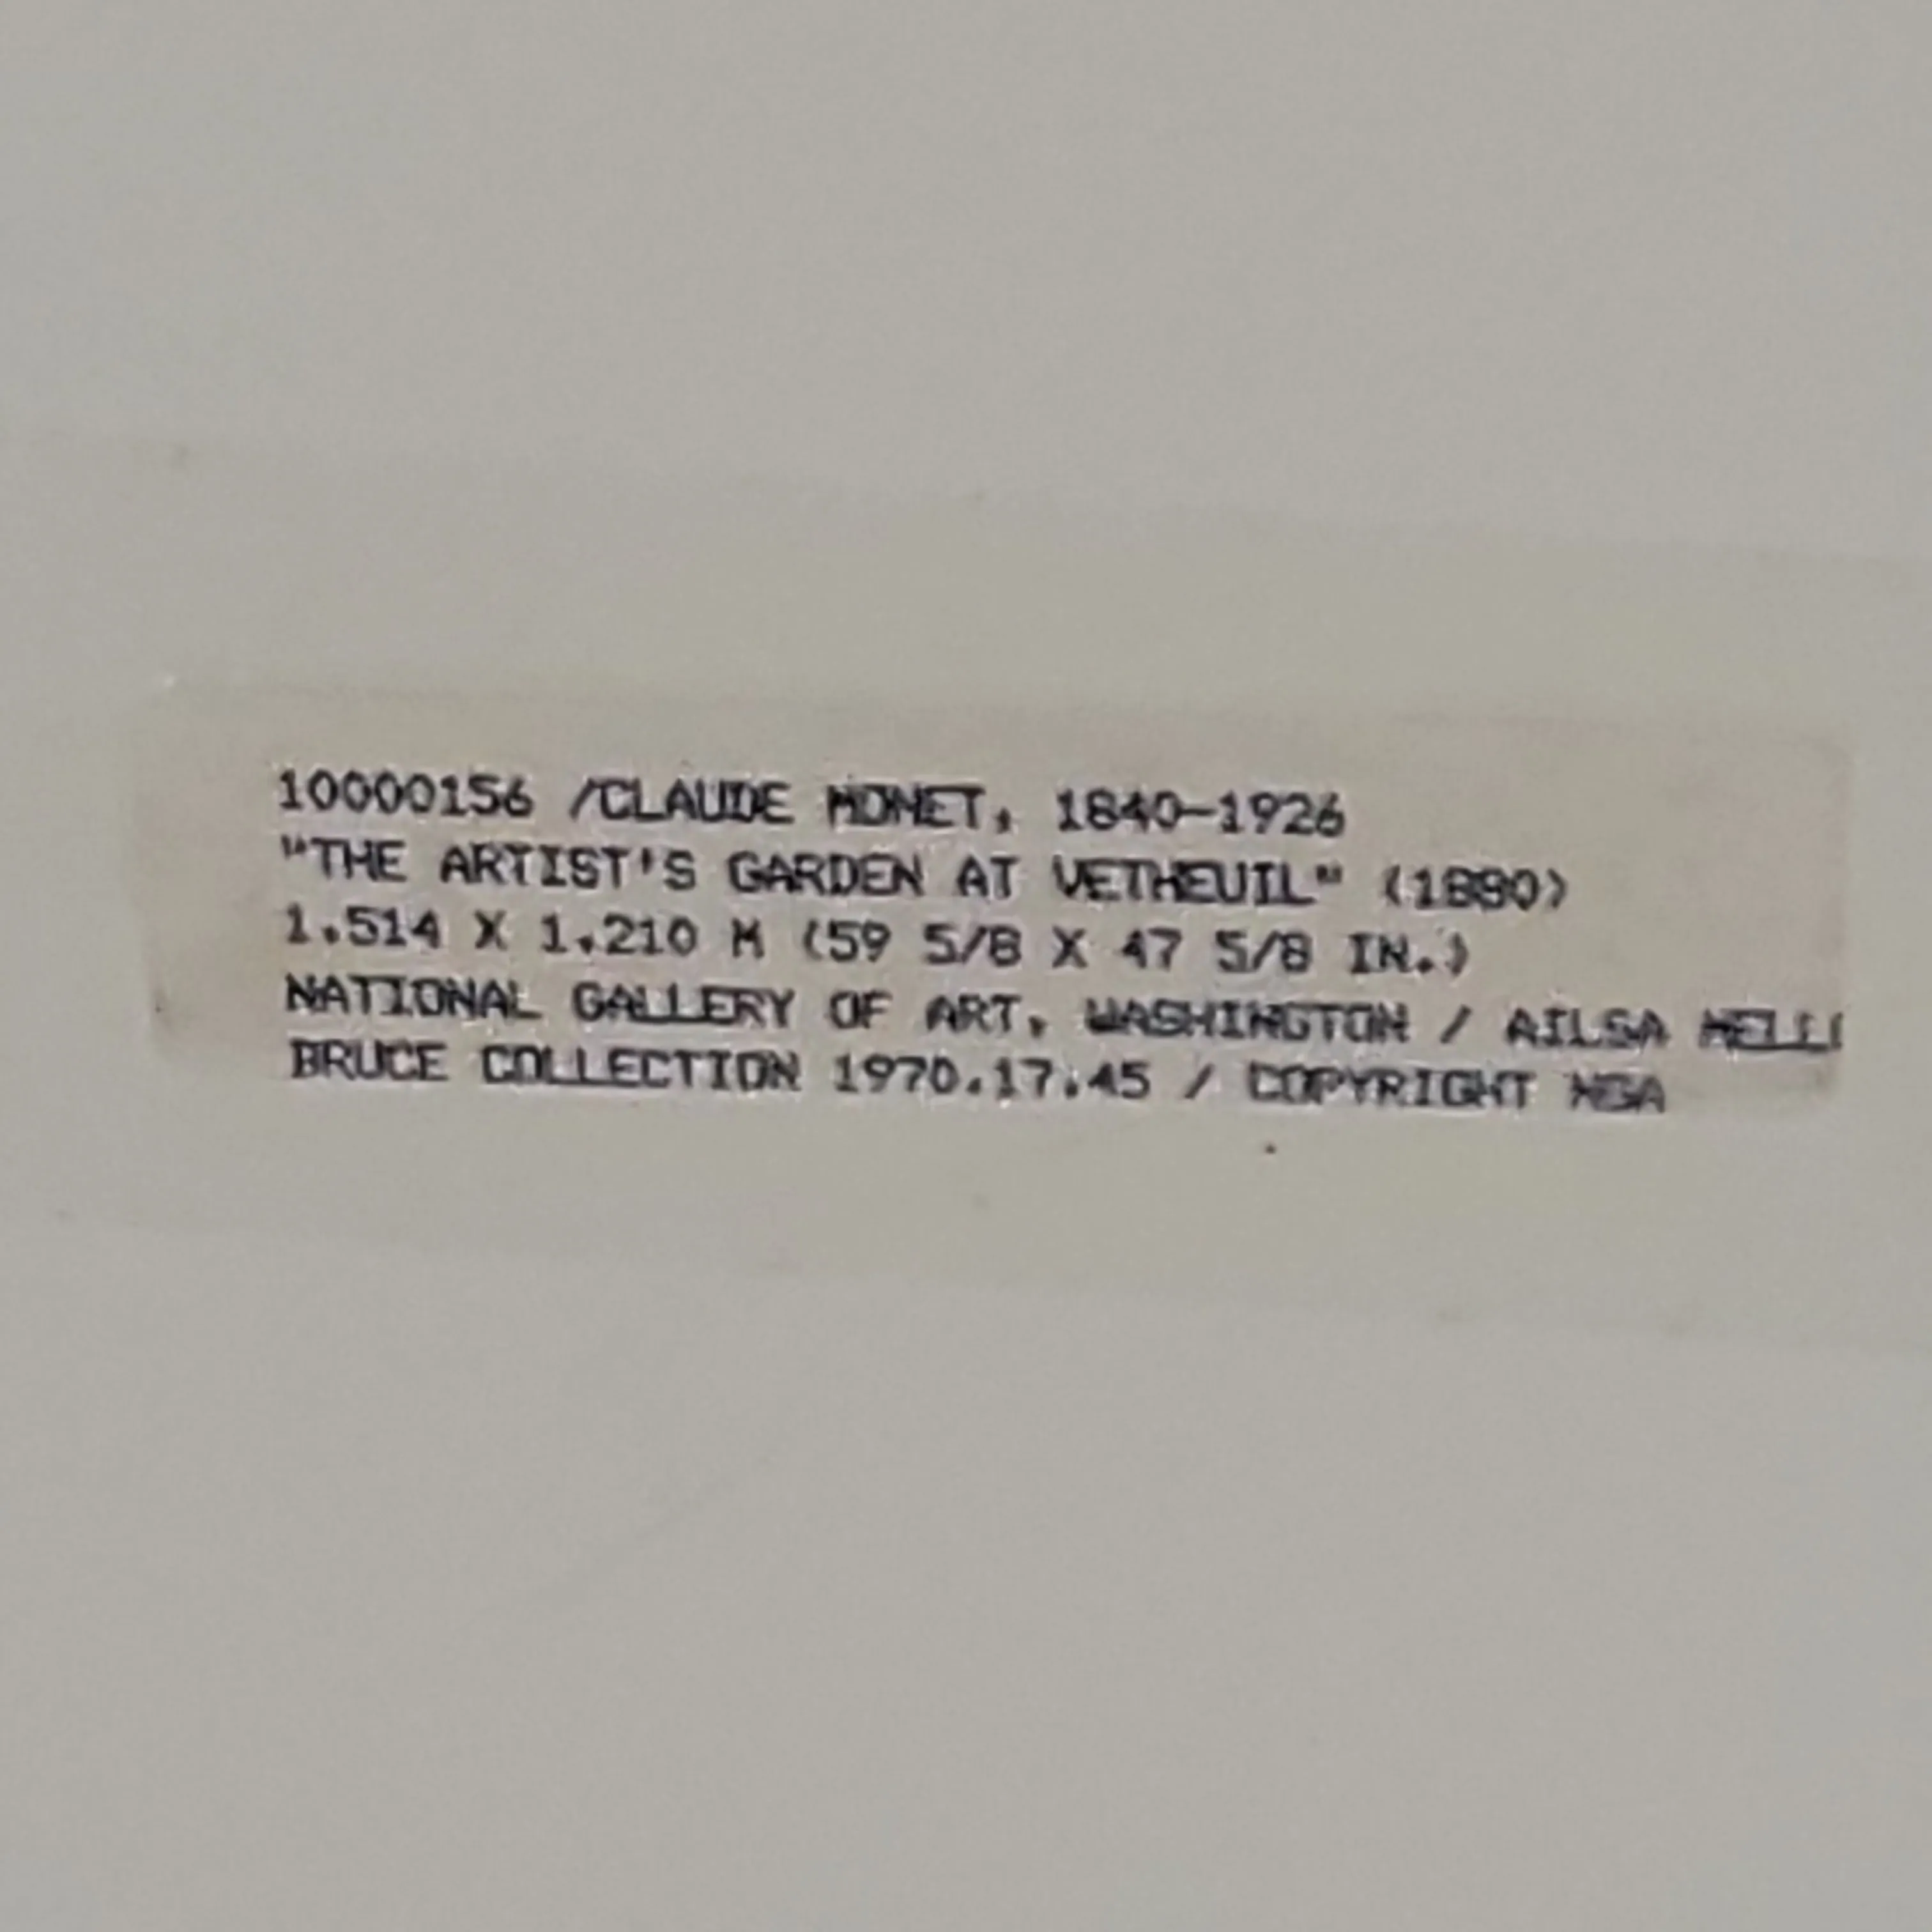 10000156 /CLAUDE MONET, 1840-1926
"THE ARTIST'S GARDEN AT VETHEUIL" (1880)
1.514 X 1.210 M (59 5/8 X 47 5/8 IN.)
NATIONAL GALLERY OF ART, WASHINGTON / AILSA
BRUCE COLLECTION 1970.17.45 / COPYRIGHT NGA